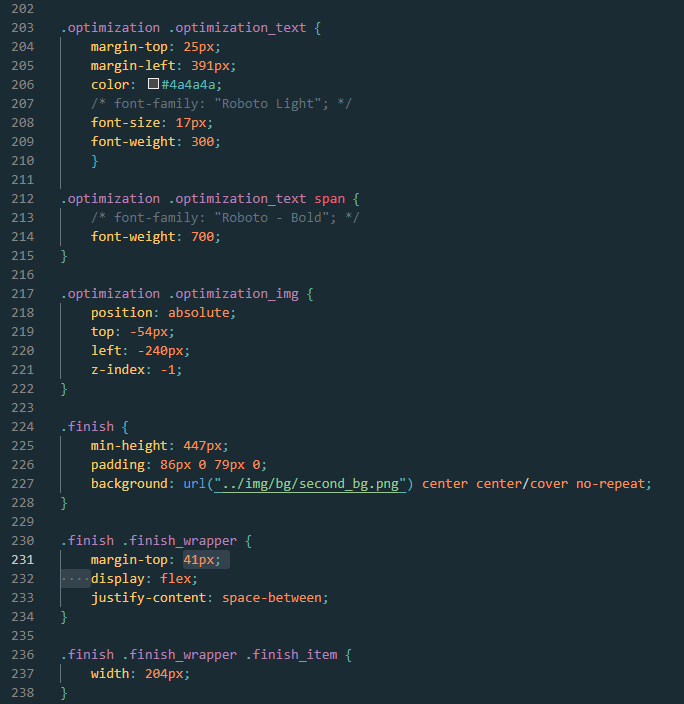 202
203 .optimization .optimization_text {
204     margin-top: 25px;
205     margin-left: 391px;
206     color: #4a4a4a;
207     /* font-family: "Roboto Light"; */
208     font-size: 17px;
209     font-weight: 300;
210     }
211
212 .optimization .optimization_text span {
213     /* font-family: "Roboto - Bold"; */
214     font-weight: 700;
215 }
216
217 .optimization .optimization_img {
218     position: absolute;
219     top: -54px;
220     left: -240px;
221     z-index: -1;
222 }
223
224 .finish {
225     min-height: 447px;
226     padding: 86px 0 79px 0;
227     background: url("../img/bg/second_bg.png") center center/cover no-repeat;
228 }
229
230 .finish .finish_wrapper {
231     margin-top: 41px;
232     display: flex;
233     justify-content: space-between;
234 }
235
236 .finish .finish_wrapper .finish_item {
237     width: 204px;
238 }